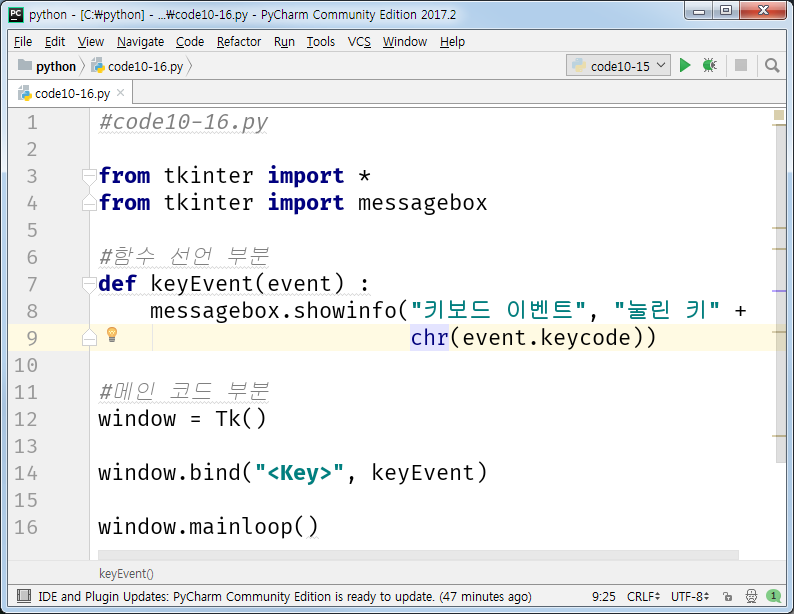 python - [C:\python] - ...\code10-16.py - PyCharm Community Edition 2017.2
File Edit View Navigate Code Refactor Run Tools VCS Window Help
python code10-16.py code10-15
code10-16.py
1 #code10-16.py
2
3 from tkinter import *
4 from tkinter import messagebox
5
6 #함수 선언 부분
7 def keyEvent(event) :
8 messagebox.showinfo("키보드 이벤트", "눌린 키" +
9 chr(event.keycode))
10
11 #메인 코드 부분
12 window = Tk()
13
14 window.bind("<Key>", keyEvent)
15
16 window.mainloop()
keyEvent()
IDE and Plugin Updates: PyCharm Community Edition is ready to update. (47 minutes ago) 9:25 CRLF UTF-8 1